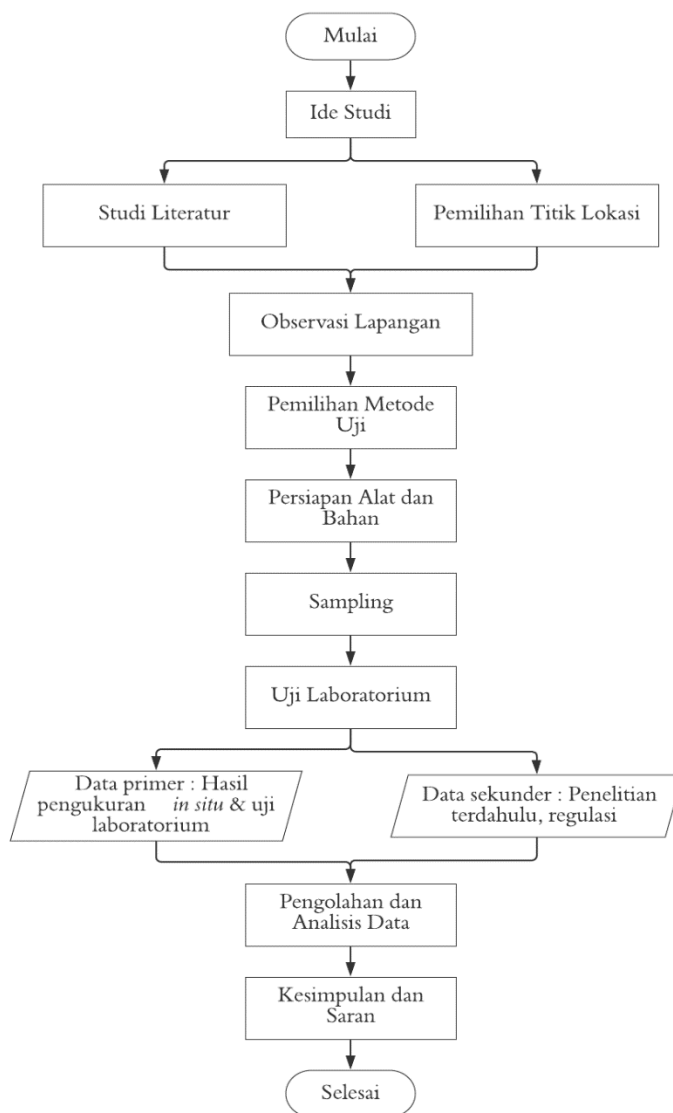 Mulai
Ide Studi
Studi Literatur
Pemilihan Titik Lokasi
Observasi Lapangan
Pemilihan Metode
Uji
Persiapan Alat dan
Bahan
Sampling
Uji Laboratorium
Data primer : Hasil
pengukuran in situ & uji
laboratorium
Data sekunder : Penelitian
terdahulu, regulasi
Pengolahan dan
Analisis Data
Kesimpulan dan
Saran
Selesai